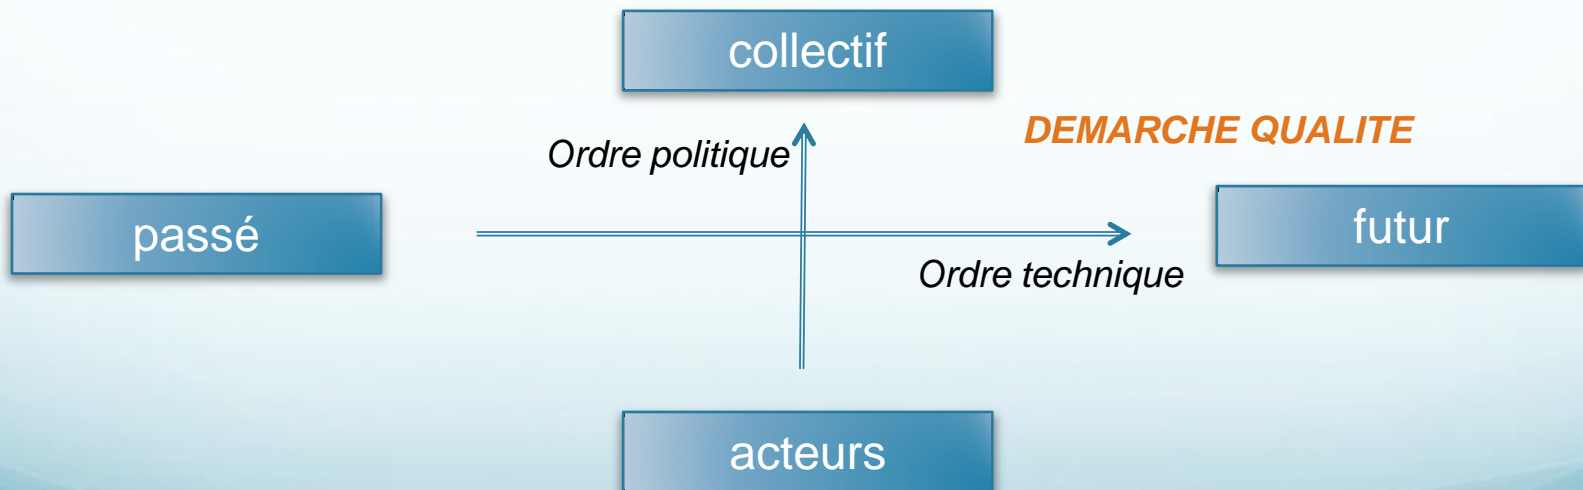 collectif
DEMARCHE QUALITE
Ordre politique
passé
futur
Ordre technique
acteurs